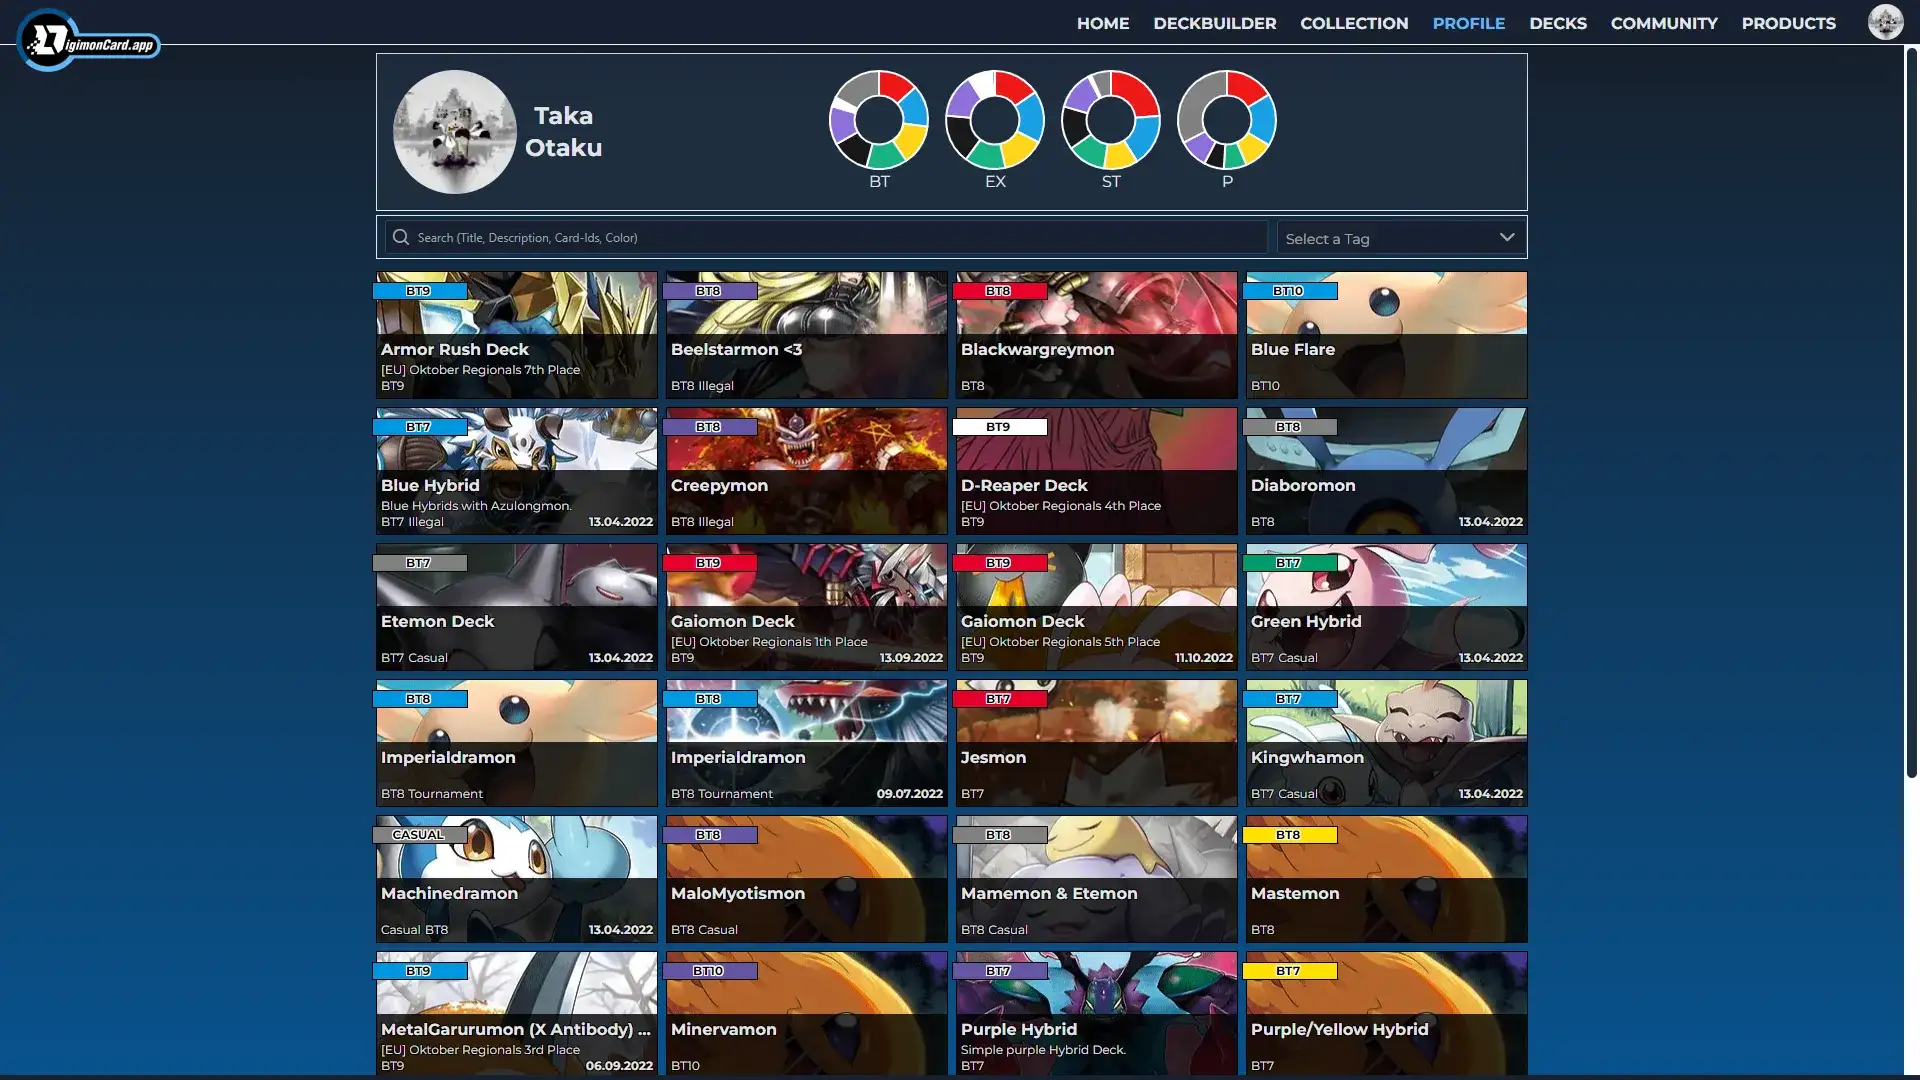 igimonCard.app
HOME DECKBUILDER COLLECTION PROFILE DECKS COMMUNITY PRODUCTS
Taka
Otaku
BT EX ST P
Search (Title, Description, Card-Ids, Color)
Select a Tag
BT9
Armor Rush Deck
[EU] Oktober Regionals 7th Place
BT9
BT8
Beelstarmon <3
BT8 Illegal
BT8
Blackwargreymon
BT8
BT10
Blue Flare
BT10
BT7
Blue Hybrid
Blue Hybrids with Azulongmon.
BT7 Illegal 13.04.2022
BT8
Creepymon
BT8 Illegal
BT9
D-Reaper Deck
[EU] Oktober Regionals 4th Place
BT9
BT8
Diaboromon
BT8 13.04.2022
BT7
Etemon Deck
BT7 Casual 13.04.2022
BT9
Gaiomon Deck
[EU] Oktober Regionals 1th Place
BT9 13.09.2022
BT9
Gaiomon Deck
[EU] Oktober Regionals 5th Place
BT9 11.10.2022
BT7
Green Hybrid
BT7 Casual 13.04.2022
BT8
Imperialdramon
BT8 Tournament
BT8
Imperialdramon
BT8 Tournament 09.07.2022
BT7
Jesmon
BT7
BT7
Kingwhamon
BT7 Casual 13.04.2022
CASUAL
Machinedramon
Casual BT8 13.04.2022
BT8
MaloMyotismon
BT8 Casual
BT8
Mamemon & Etemon
BT8 Casual
BT8
Mastemon
BT8
BT9
MetalGarurumon (X Antibody) ...
[EU] Oktober Regionals 3rd Place
BT9 06.09.2022
BT10
Minervamon
BT10
BT7
Purple Hybrid
Simple purple Hybrid Deck.
BT7
BT7
Purple/Yellow Hybrid
BT7